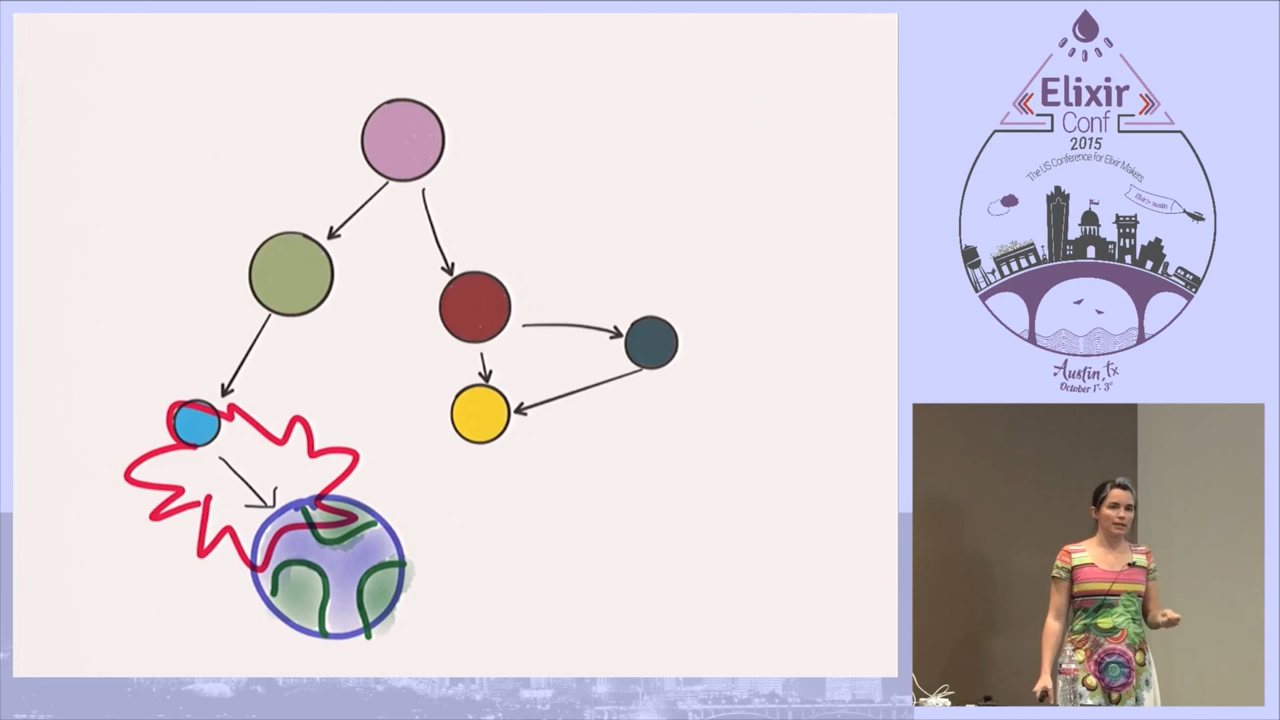 Elixir
Conf
2015
The US Conference for Elixir Makers
Austin, TX
October 1st - 3rd